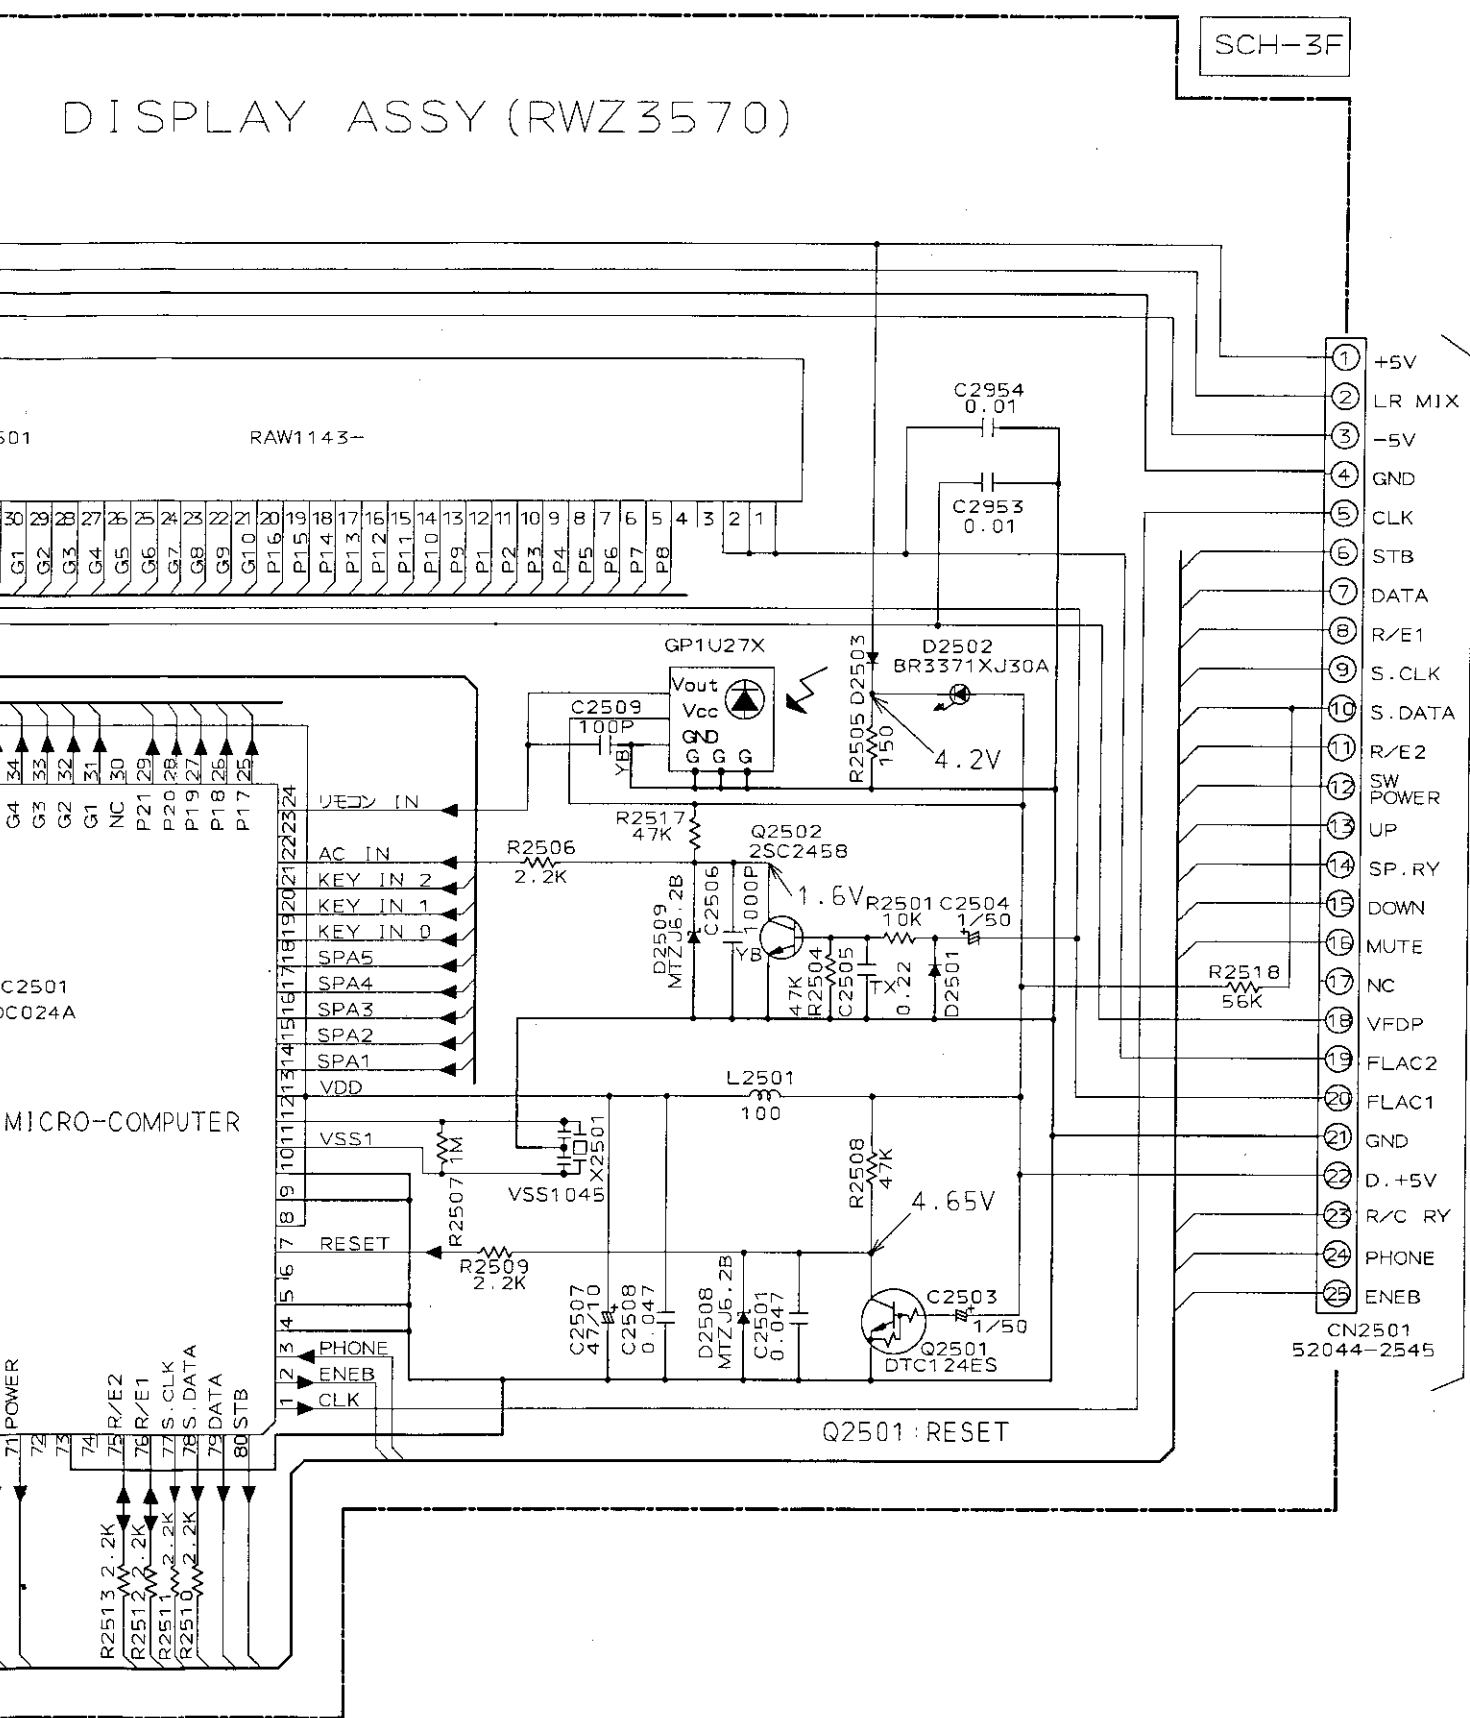 SCH-3F
DISPLAY ASSY (RWZ3570)
1 +5V
2 LR MIX
3 -5V
4 GND
5 CLK
6 STB
7 DATA
8 R/E1
9 S.CLK
10 S.DATA
11 R/E2
12 SW POWER
13 UP
14 SP.RY
15 DOWN
16 MUTE
17 NC
18 VFDP
19 FLAC2
20 FLAC1
21 GND
22 D.+5V
23 R/C RY
24 PHONE
25 ENEB
CN2501
52044-2545
C2954
0.01
C2953
0.01
501
RAW1143-
30 29 28 27 26 25 24 23 22 21 20 19 18 17 16 15 14 13 12 11 10 9 8 7 6 5 4 3 2 1
G1 G2 G3 G4 G5 G6 G7 G8 G9 G10 P16 P15 P14 P13 P12 P11 P10 P9 P1 P2 P3 P4 P5 P6 P7 P8
GP1U27X
Vout
Vcc
GND
G G G
C2509
100P
YB
D2503
R2505
150
D2502
BR3371XJ30A
4.2V
34 33 32 31 30 29 28 27 26 25
G4 G3 G2 G1 NC P21 P20 P19 P18 P17
24 リモコン IN
23
22
21 AC IN
20 KEY IN 2
19 KEY IN 1
18 KEY IN 0
17 SPA5
16 SPA4
15 SPA3
14 SPA2
13 SPA1
12 VDD
11
10 VSS1
9
8
7 RESET
6
5
4
3 PHONE
2 ENEB
1 CLK
R2517
47K
R2506
2.2K
Q2502
2SC2458
1.6V
D2509
MTZJ6.2B
C2506
1000P
YB
R2501
10K
C2504
1/50
47K
R2504
C2505
TX
0.22
D2501
R2518
56K
C2501
DC024A
MICRO-COMPUTER
L2501
100
R2507 1M
X2501
VSS1045
R2508
47K
4.65V
R2509
2.2K
C2507
47/10
C2508
0.047
D2508
MTZJ6.2B
C2501
0.047
C2503
1/50
Q2501
DTC124ES
Q2501:RESET
POWER R/E2 R/E1 S.CLK S.DATA DATA STB
71 72 73 74 75 76 77 78 79 80
R2513 2.2K
R2512 2.2K
R2511 2.2K
R2510 2.2K